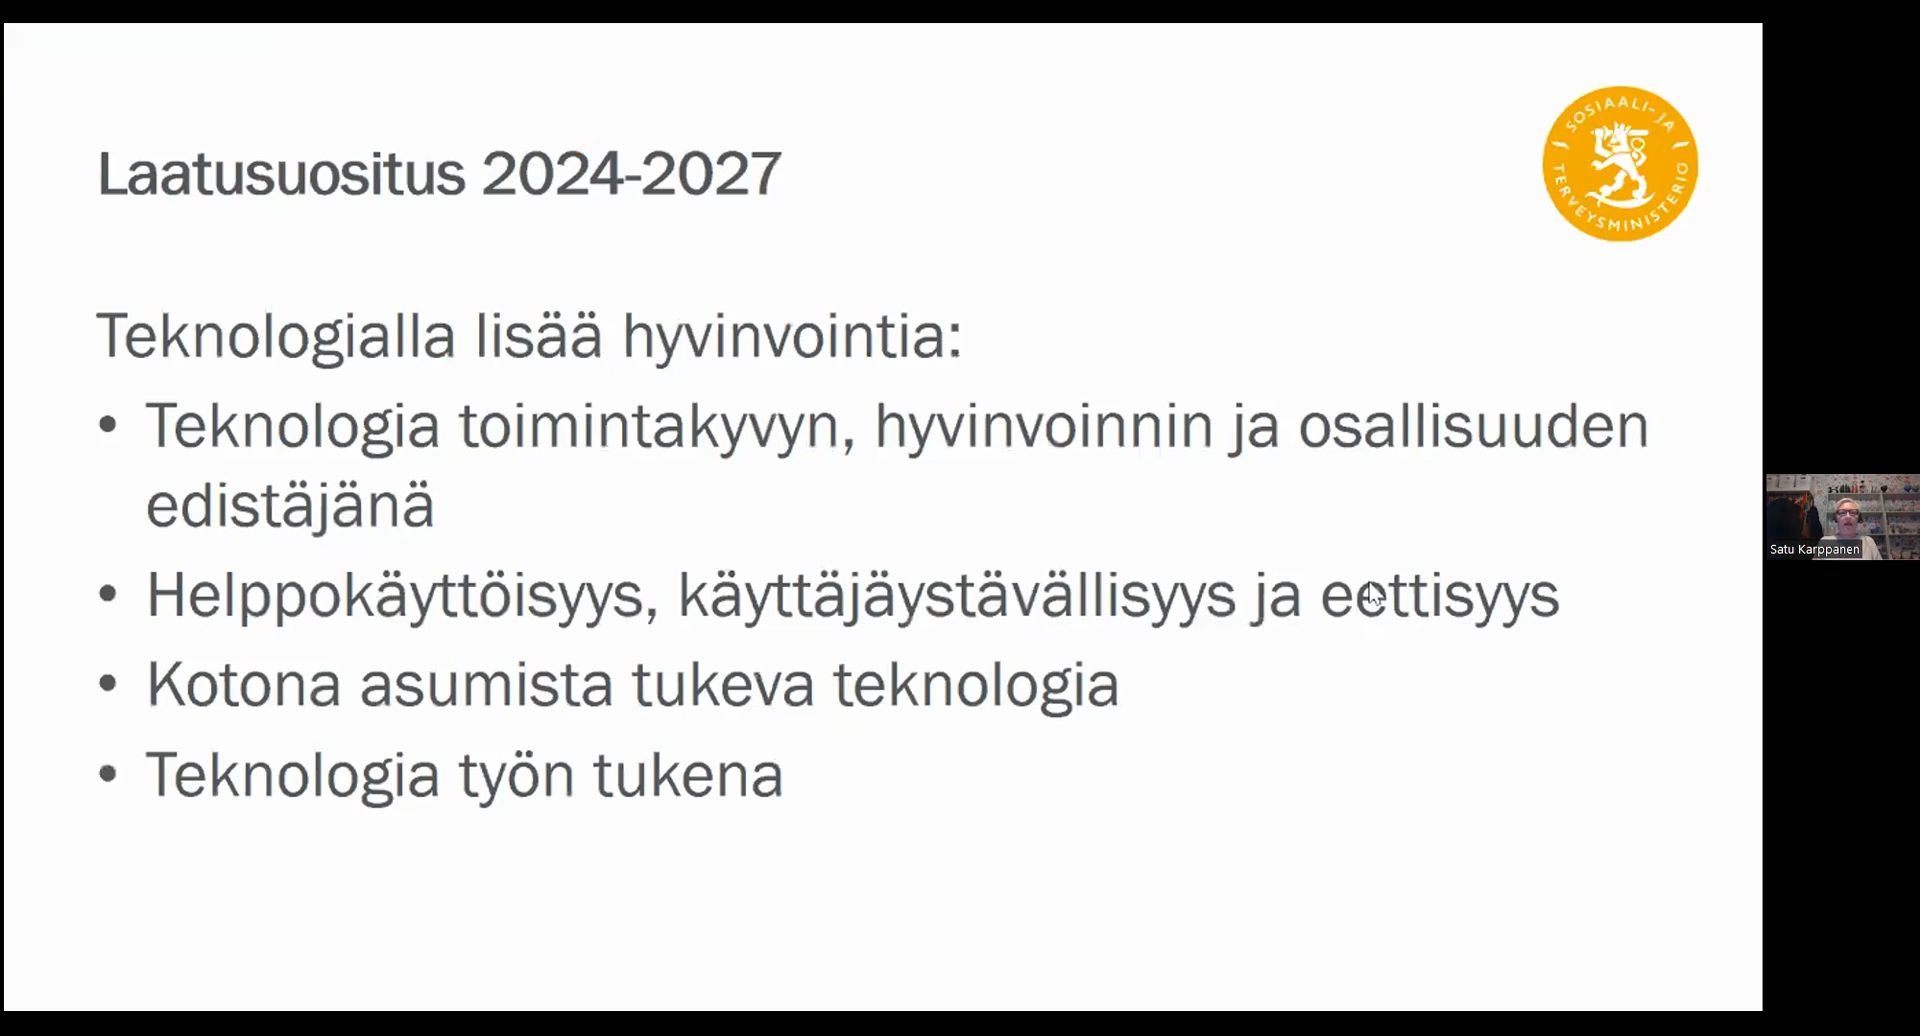 Laatusuositus 2024-2027
SOSIAALI- JA
TERVEYSMINISTERIÖ
Teknologialla lisää hyvinvointia:
• Teknologia toimintakyvyn, hyvinvoinnin ja osallisuuden
edistäjänä
• Helppokäyttöisyys, käyttäjäystävällisyys ja eettisyys
• Kotona asumista tukeva teknologia
• Teknologia työn tukena
Satu Karppanen